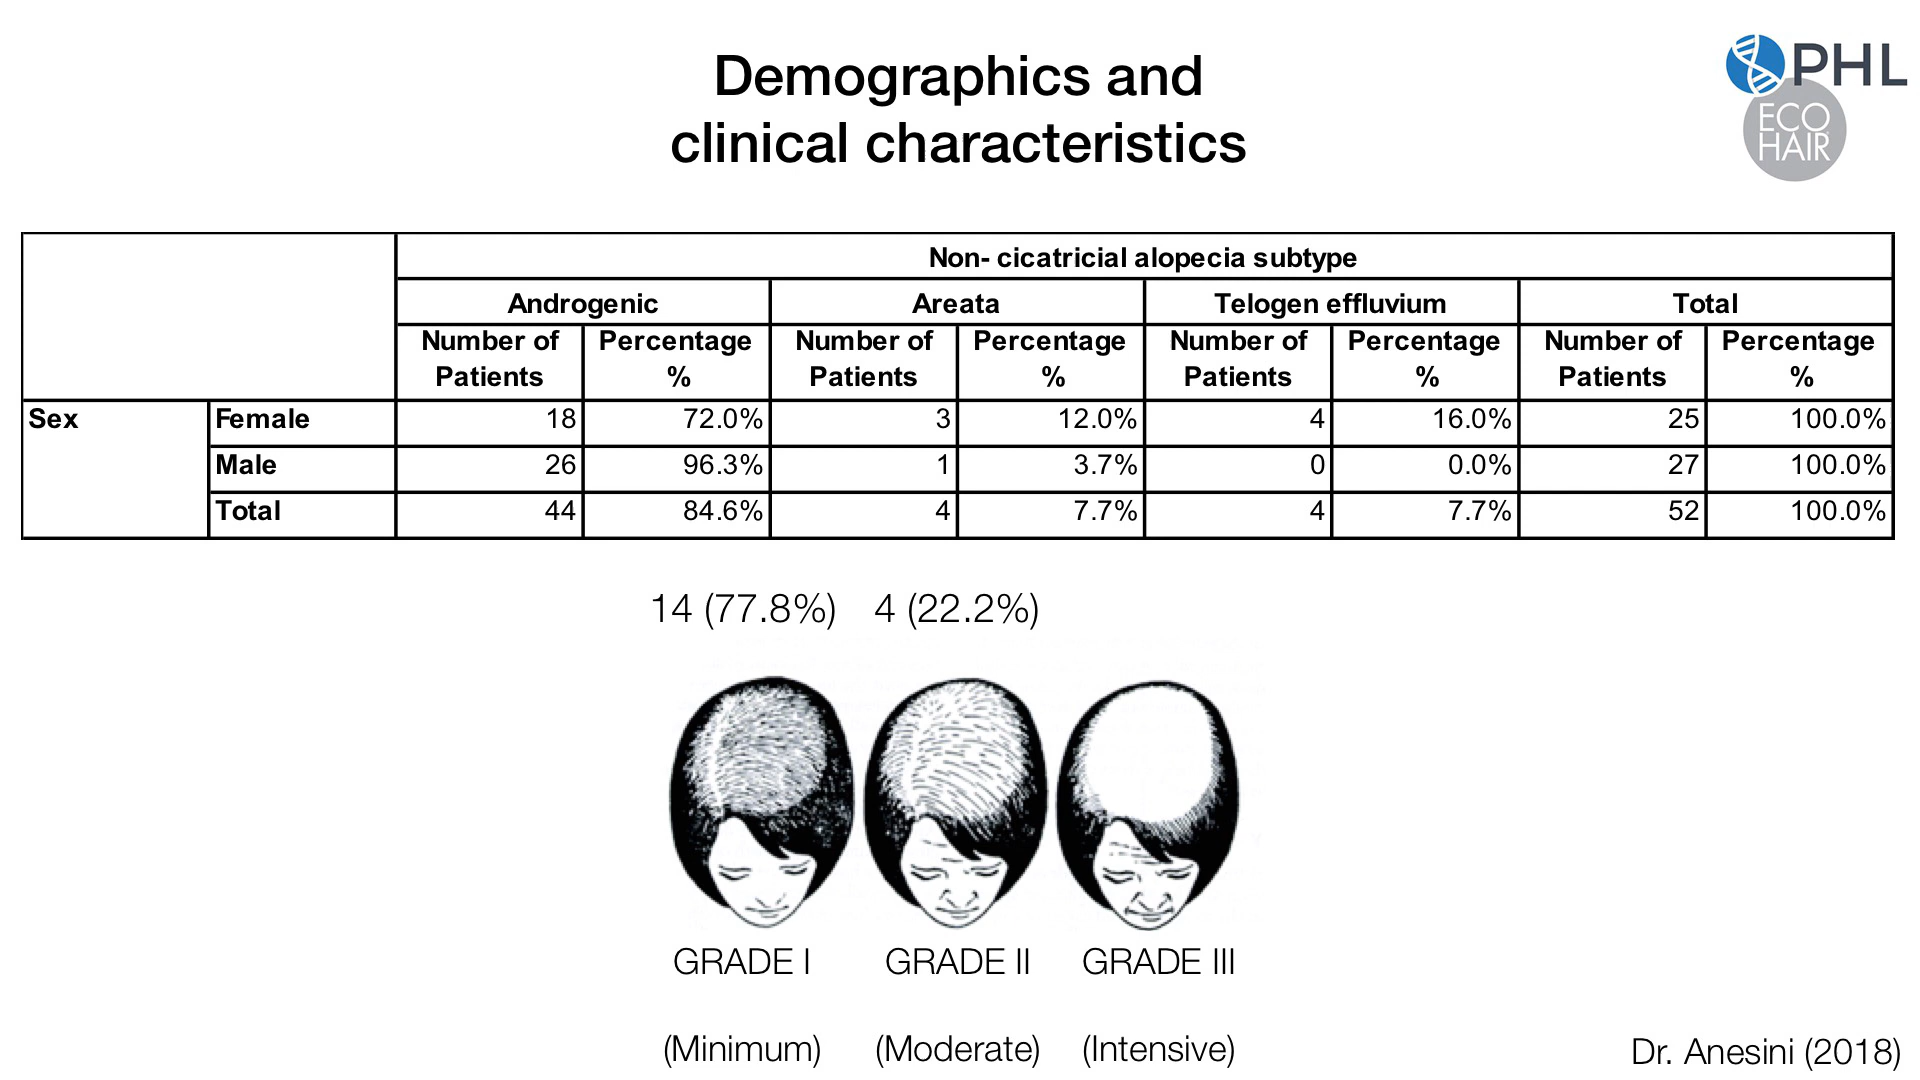 Demographics and
clinical characteristics
PHL
ECO
HAIR
Non- cicatricial alopecia subtype
Androgenic Areata Telogen effluvium Total
Number of Patients Percentage % Number of Patients Percentage % Number of Patients Percentage % Number of Patients Percentage %
Sex Female 18 72.0% 3 12.0% 4 16.0% 25 100.0%
Male 26 96.3% 1 3.7% 0 0.0% 27 100.0%
Total 44 84.6% 4 7.7% 4 7.7% 52 100.0%
14 (77.8%) 4 (22.2%)
GRADE I GRADE II GRADE III
(Minimum) (Moderate) (Intensive)
Dr. Anesini (2018)